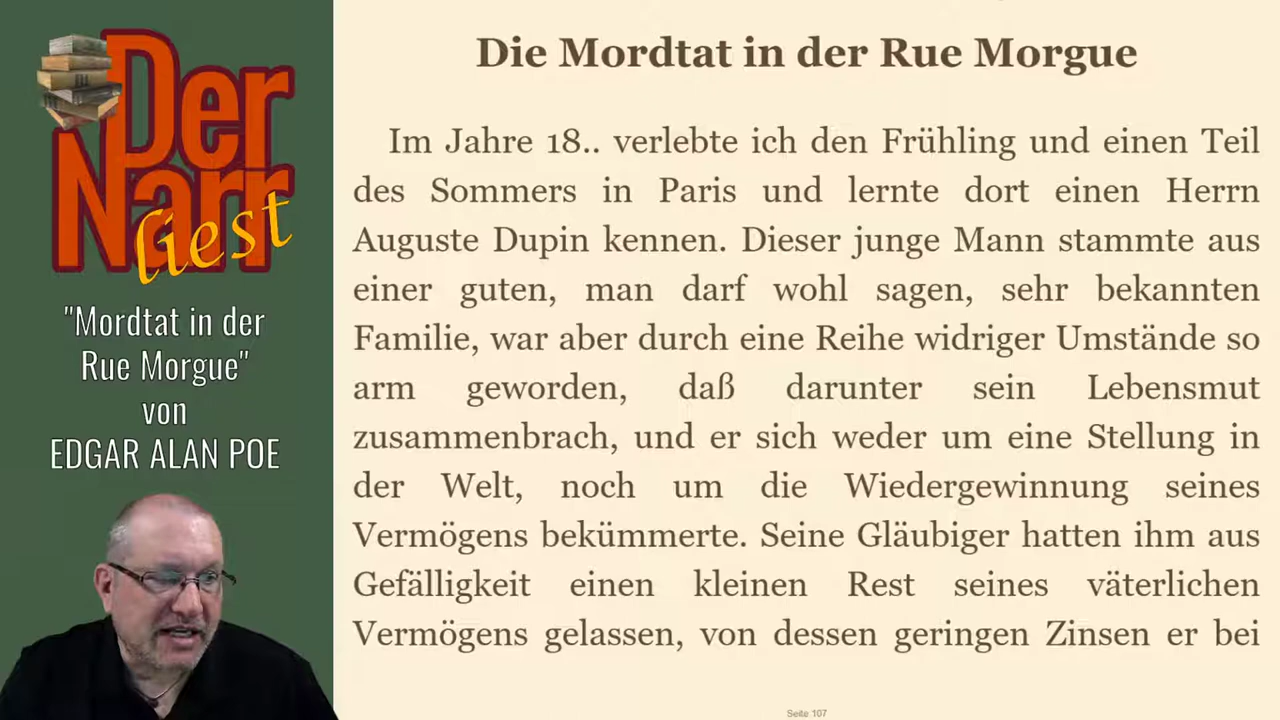 Der
Narr
liest
"Mordtat in der
Rue Morgue"
von
EDGAR ALAN POE
Die Mordtat in der Rue Morgue
Im Jahre 18.. verlebte ich den Frühling und einen Teil
des Sommers in Paris und lernte dort einen Herrn
Auguste Dupin kennen. Dieser junge Mann stammte aus
einer guten, man darf wohl sagen, sehr bekannten
Familie, war aber durch eine Reihe widriger Umstände so
arm geworden, daß darunter sein Lebensmut
zusammenbrach, und er sich weder um eine Stellung in
der Welt, noch um die Wiedergewinnung seines
Vermögens bekümmerte. Seine Gläubiger hatten ihm aus
Gefälligkeit einen kleinen Rest seines väterlichen
Vermögens gelassen, von dessen geringen Zinsen er bei
Seite 107